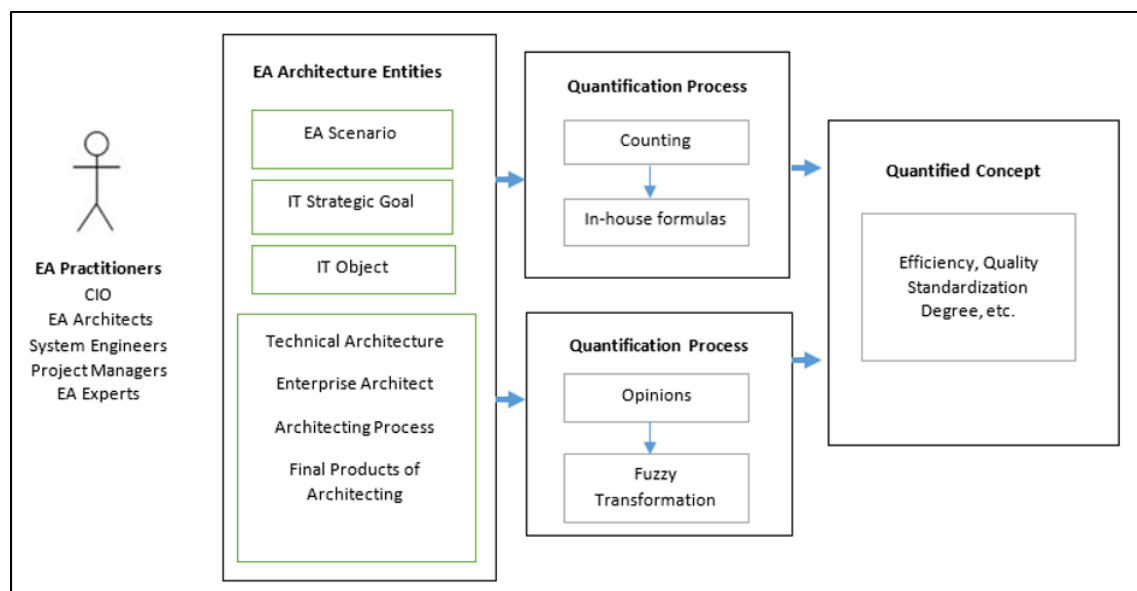 EA Practitioners
CIO
EA Architects
System Engineers
Project Managers
EA Experts
EA Architecture Entities
EA Scenario
IT Strategic Goal
IT Object
Technical Architecture
Enterprise Architect
Architecting Process
Final Products of
Architecting
Quantification Process
Counting
In-house formulas
Quantification Process
Opinions
Fuzzy
Transformation
Quantified Concept
Efficiency, Quality
Standardization
Degree, etc.